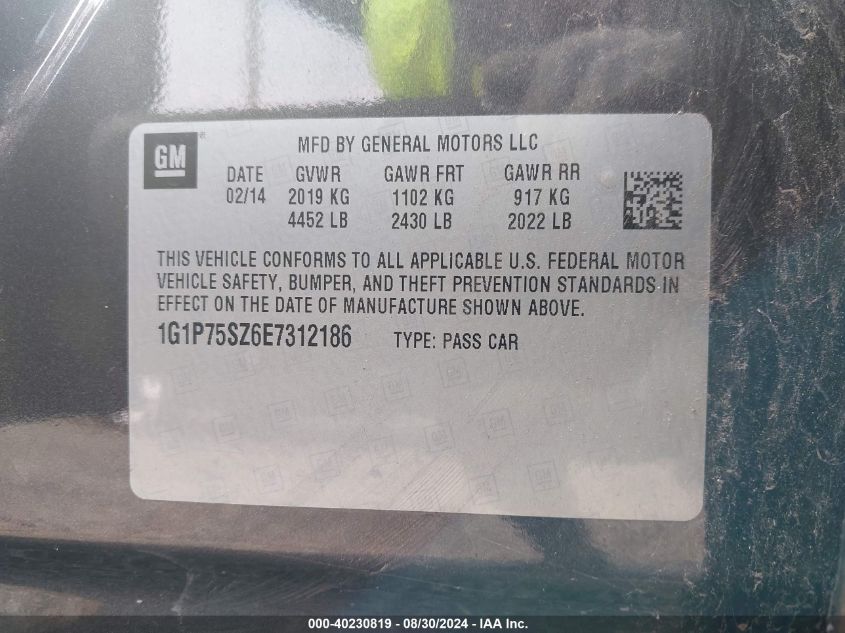 GM
MFD BY GENERAL MOTORS LLC
DATE GVWR GAWR FRT GAWR RR
02/14 2019 KG 1102 KG 917 KG
4452 LB 2430 LB 2022 LB
THIS VEHICLE CONFORMS TO ALL APPLICABLE U.S. FEDERAL MOTOR
VEHICLE SAFETY, BUMPER, AND THEFT PREVENTION STANDARDS IN
EFFECT ON THE DATE OF MANUFACTURE SHOWN ABOVE.
1G1P75SZ6E7312186 TYPE: PASS CAR
000-40230819 - 08/30/2024 - IAA Inc.